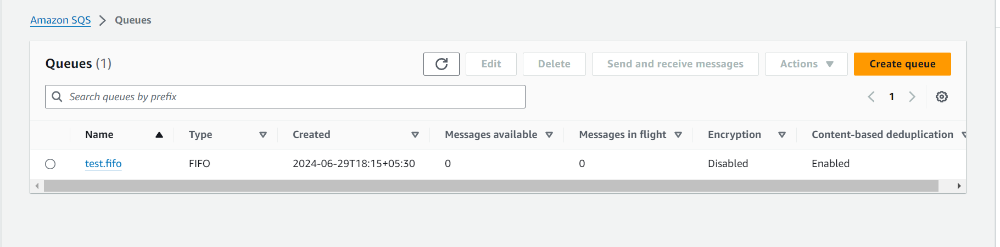 Amazon SQS > Queues
Queues (1)
Edit
Delete
Send and receive messages
Actions
Create queue
Search queues by prefix
1
Name Type Created Messages available Messages in flight Encryption Content-based deduplication
test.fifo FIFO 2024-06-29T18:15+05:30 0 0 Disabled Enabled